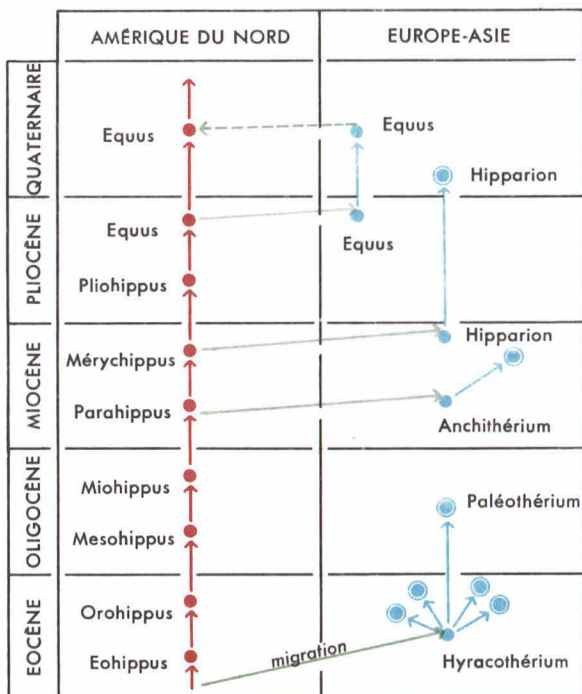 AMÉRIQUE DU NORD
EUROPE-ASIE
QUATERNAIRE
Equus
Equus
Hipparion
PLIOCÈNE
Equus
Equus
Pliohippus
MIOCÈNE
Hipparion
Mérychippus
Parahippus
Anchithérium
OLIGOCÈNE
Miohippus
Paléothérium
Mesohippus
EOCÈNE
Orohippus
migration
Eohippus
Hyracothérium